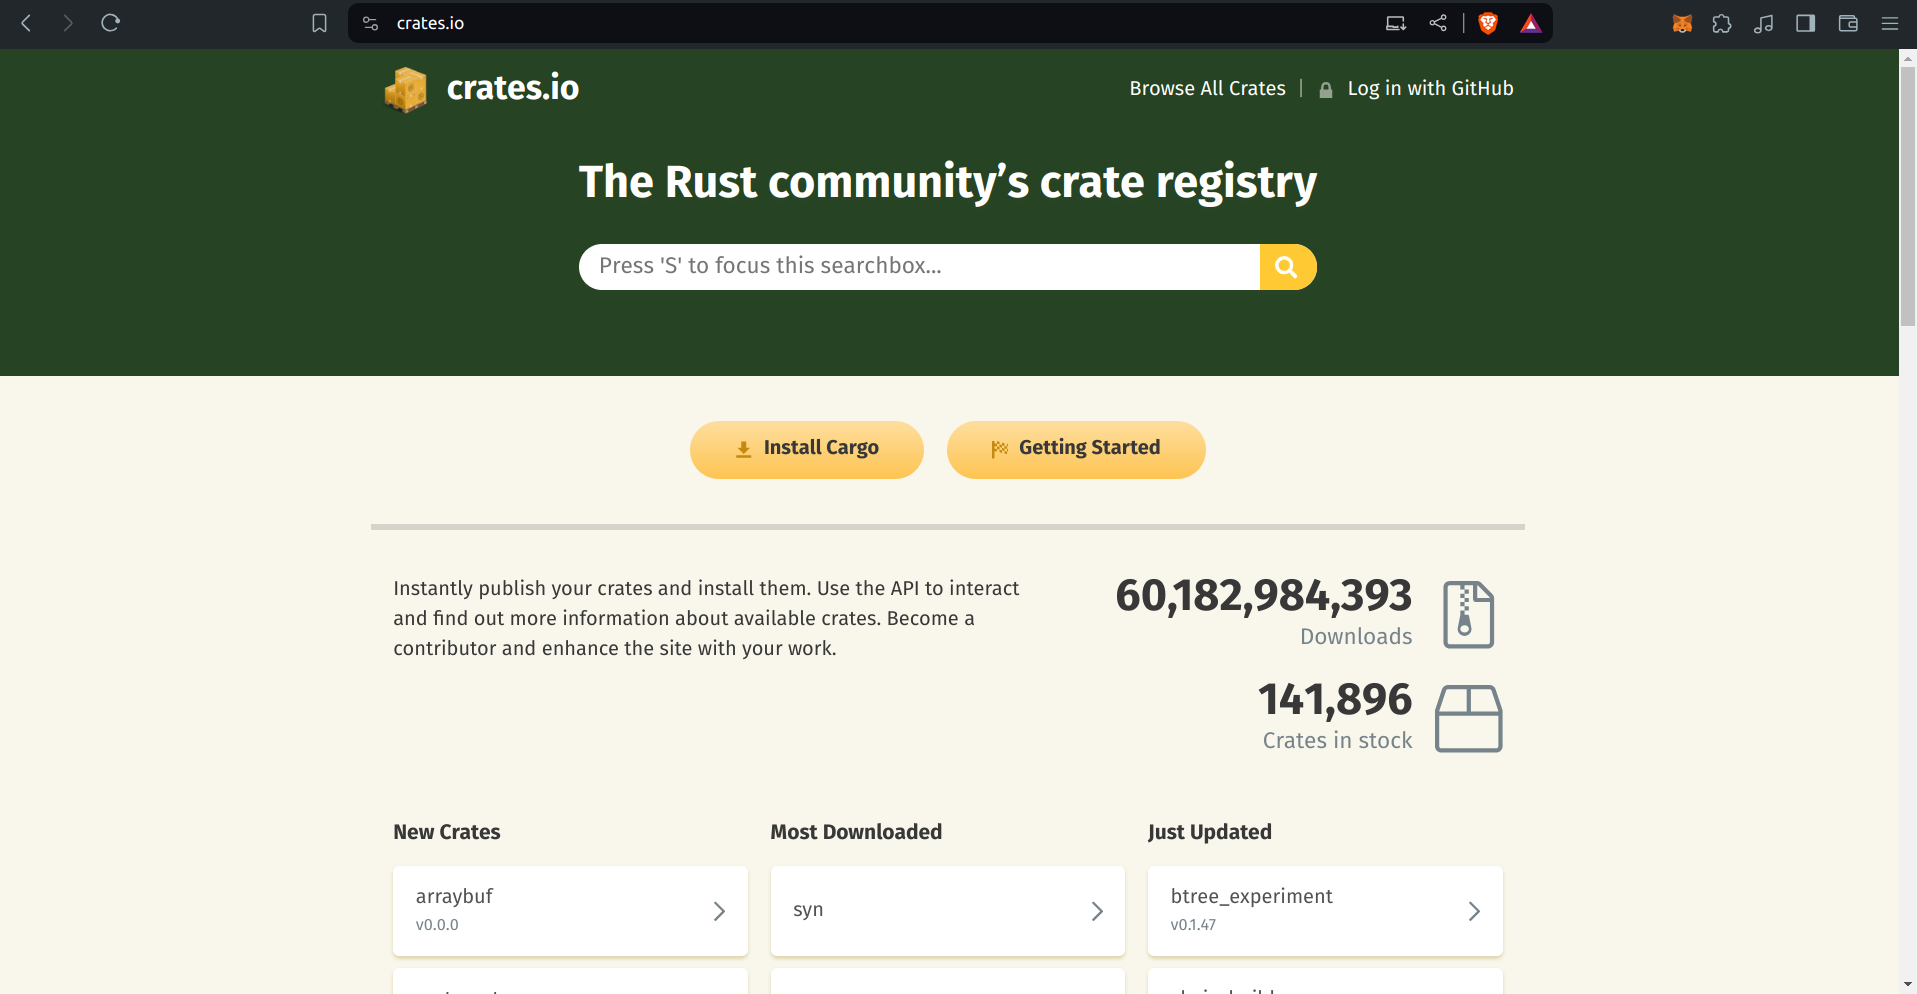 crates.io
crates.io
Browse All Crates
Log in with GitHub
The Rust community’s crate registry
Press 'S' to focus this searchbox...
Install Cargo
Getting Started
Instantly publish your crates and install them. Use the API to interact
and find out more information about available crates. Become a
contributor and enhance the site with your work.
60,182,984,393
Downloads
141,896
Crates in stock
New Crates
arraybuf
v0.0.0
Most Downloaded
syn
Just Updated
btree_experiment
v0.1.47